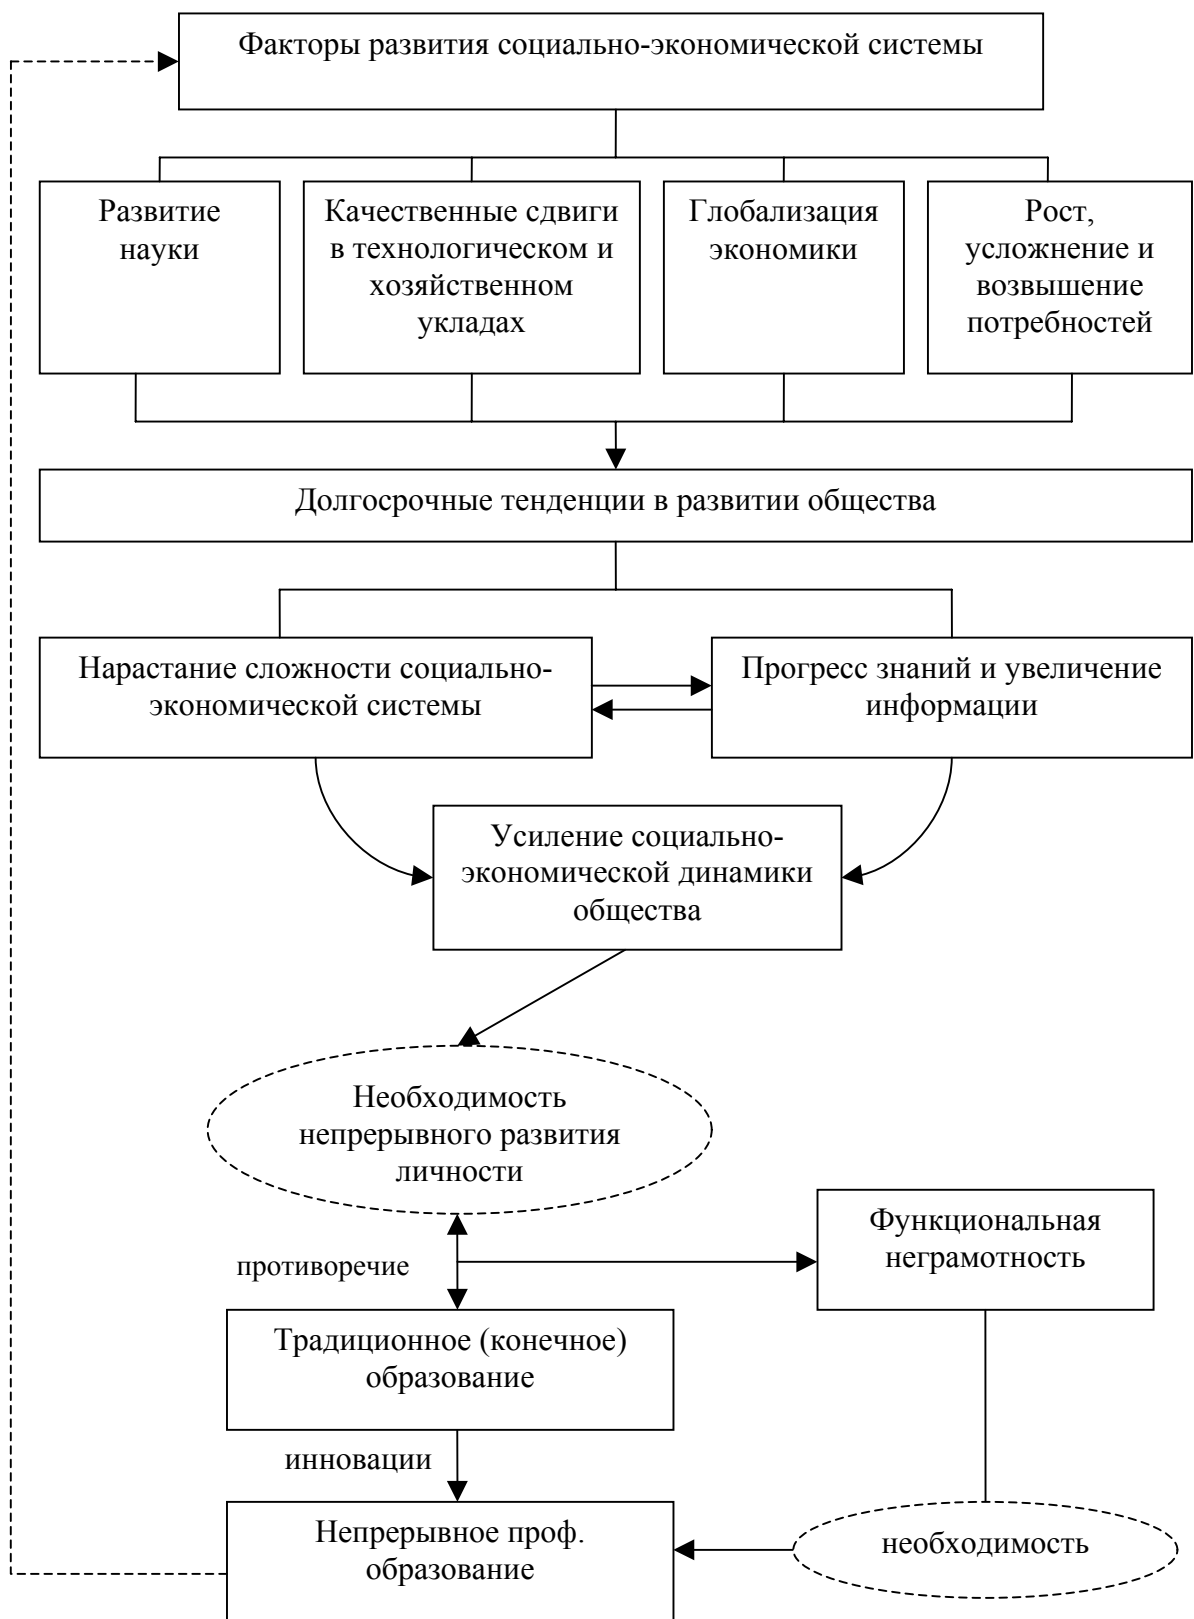 Факторы развития социально-экономической системы
Развитие
науки
Качественные сдвиги
в технологическом и
хозяйственном
укладах
Глобализация
экономики
Рост,
усложнение и
возвышение
потребностей
Долгосрочные тенденции в развитии общества
Нарастание сложности социально-
экономической системы
Прогресс знаний и увеличение
информации
Усиление социально-
экономической динамики
общества
Необходимость
непрерывного развития
личности
Функциональная
неграмотность
противоречие
Традиционное (конечное)
образование
инновации
Непрерывное проф.
образование
необходимость